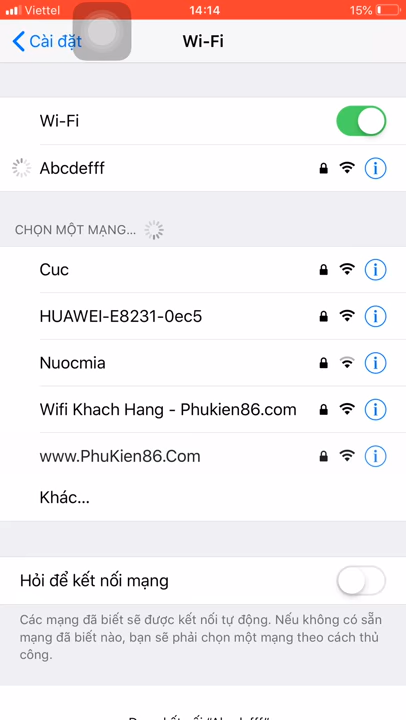 Viettel 14:14 15%
Cài đặt Wi-Fi
Wi-Fi
Abcdefff
CHỌN MỘT MẠNG...
Cuc
HUAWEI-E8231-0ec5
Nuocmia
Wifi Khach Hang - Phukien86.com
www.PhuKien86.Com
Khác...
Hỏi để kết nối mạng
Các mạng đã biết sẽ được kết nối tự động. Nếu không có sẵn
mạng đã biết nào, bạn sẽ phải chọn một mạng theo cách thủ
công.